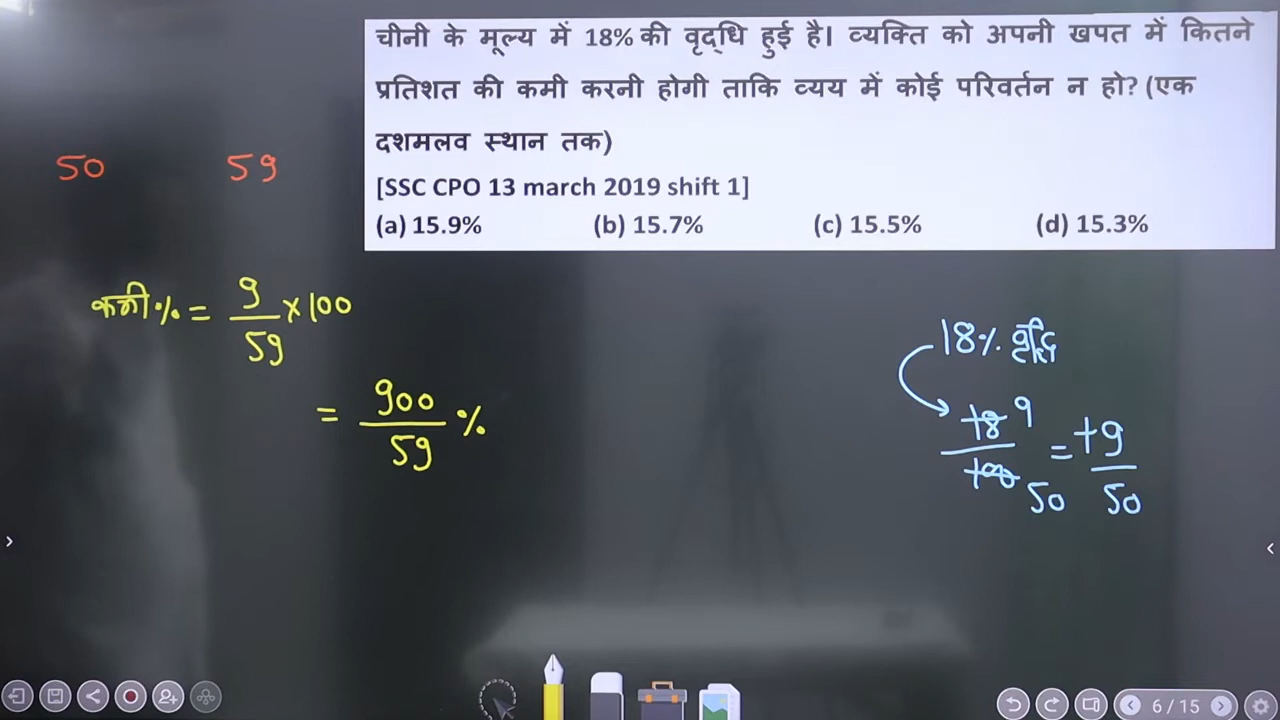 चीनी के मूल्य में 18% की वृद्धि हुई है। व्यक्ति को अपनी खपत में कितने
प्रतिशत की कमी करनी होगी ताकि व्यय में कोई परिवर्तन न हो? (एक
दशमलव स्थान तक)
[SSC CPO 13 march 2019 shift 1]
(a) 15.9% (b) 15.7% (c) 15.5% (d) 15.3%
50 59
कमी % = 9/59 × 100
= 900/59 %
18% वृद्धि
18/100 9/50 = +9/50
6 / 15